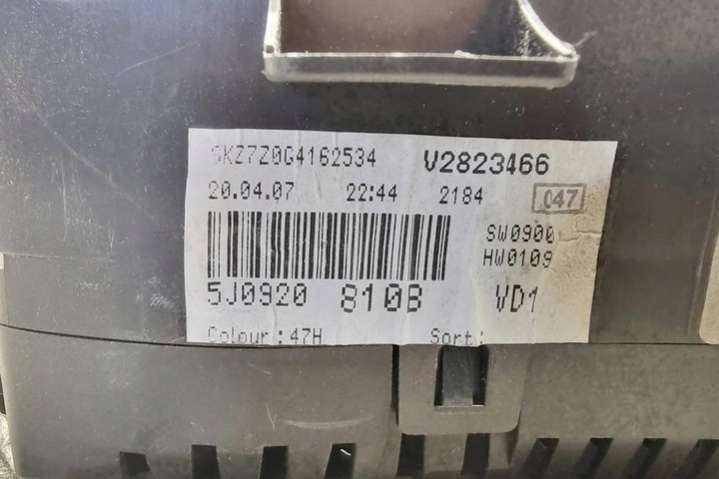 SKZ7Z0G4162534 V2823466
20.04.07 22:44 2184 047
SW0900
HW0109
5J0920 810B VD1
Colour: 47H Sort: